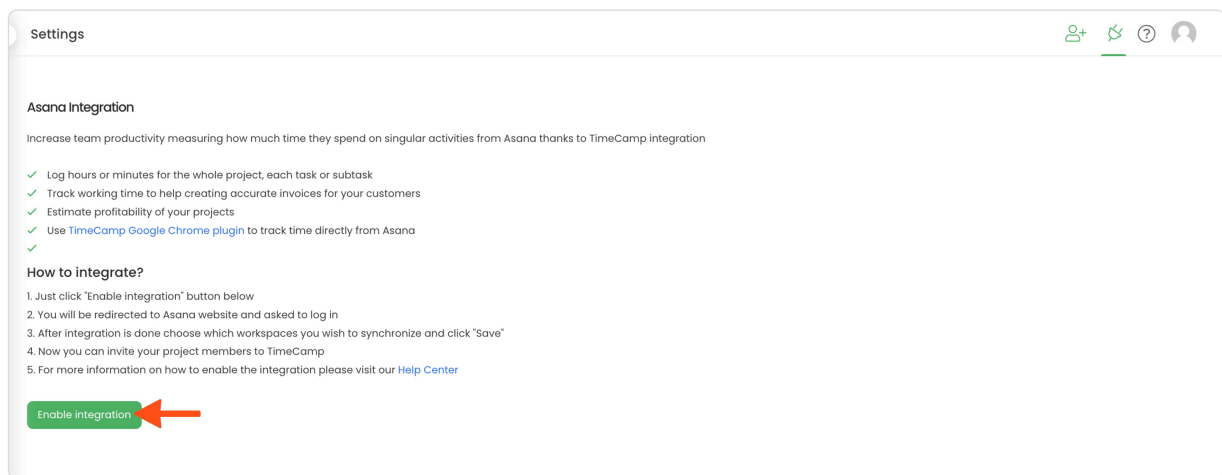 Settings
Asana Integration
Increase team productivity measuring how much time they spend on singular activities from Asana thanks to TimeCamp integration
Log hours or minutes for the whole project, each task or subtask
Track working time to help creating accurate invoices for your customers
Estimate profitability of your projects
Use TimeCamp Google Chrome plugin to track time directly from Asana
How to integrate?
1. Just click "Enable integration" button below
2. You will be redirected to Asana website and asked to log in
3. After integration is done choose which workspaces you wish to synchronize and click "Save"
4. Now you can invite your project members to TimeCamp
5. For more information on how to enable the integration please visit our Help Center
Enable integration